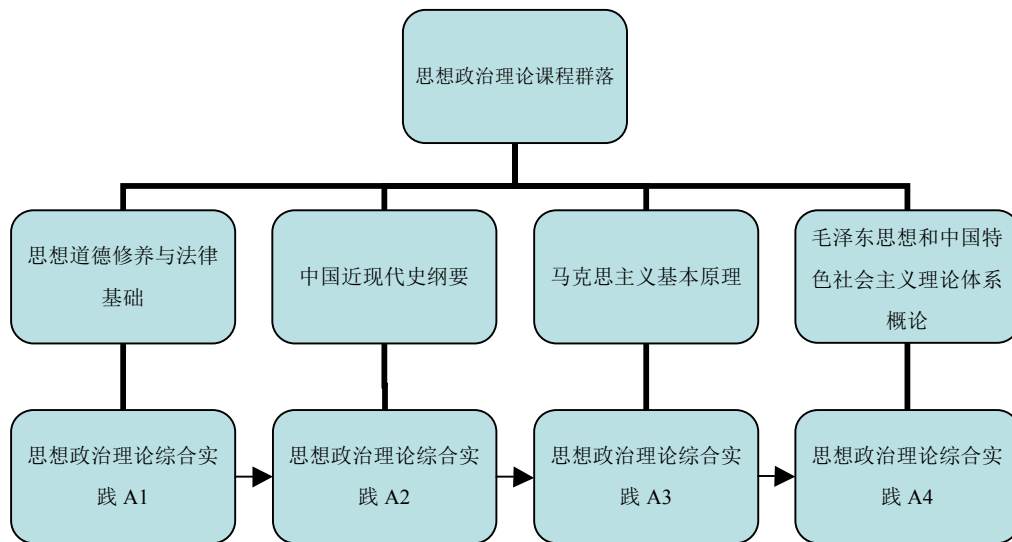 思想政治理论课程群落
思想道德修养与法律
基础
中国近现代史纲要
马克思主义基本原理
毛泽东思想和中国特
色社会主义理论体系
概论
思想政治理论综合实
践 A1
思想政治理论综合实
践 A2
思想政治理论综合实
践 A3
思想政治理论综合实
践 A4